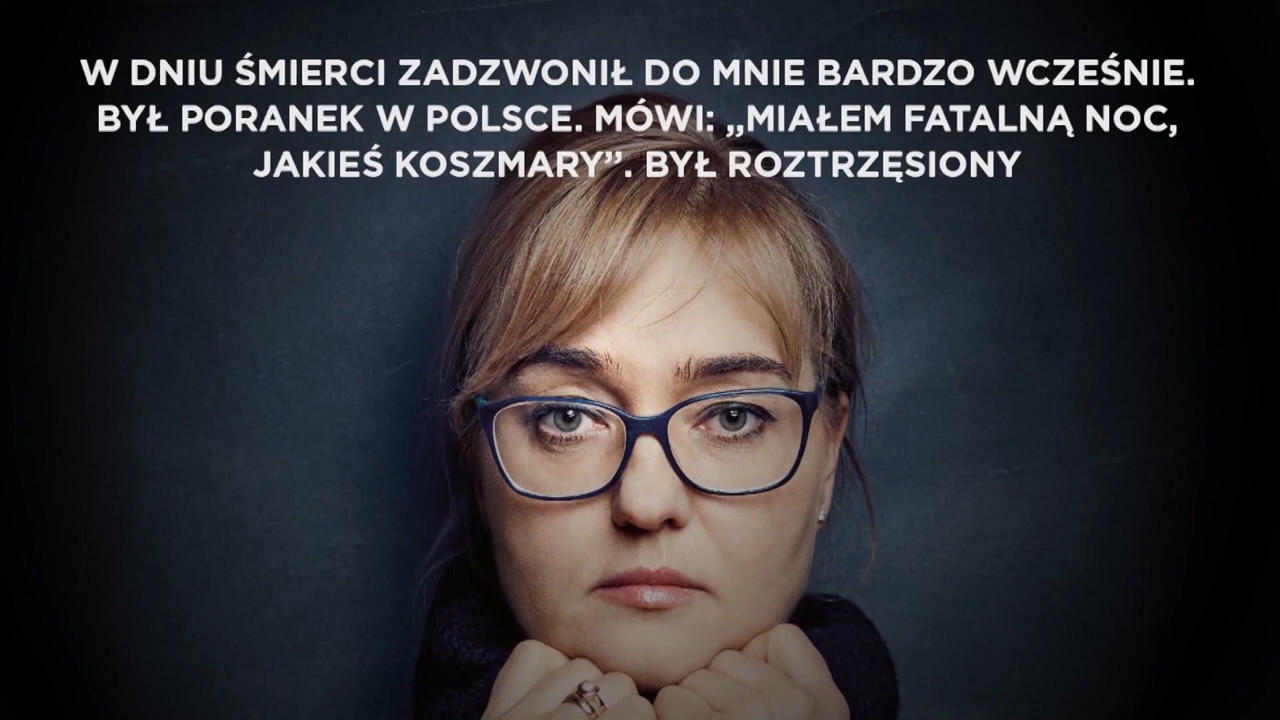 W DNIU ŚMIERCI ZADZWONIŁ DO MNIE BARDZO WCZEŚNIE.
BYŁ PORANEK W POLSCE. MÓWI: „MIAŁEM FATALNĄ NOC,
JAKIEŚ KOSZMARY”. BYŁ ROZTRZĘSIONY